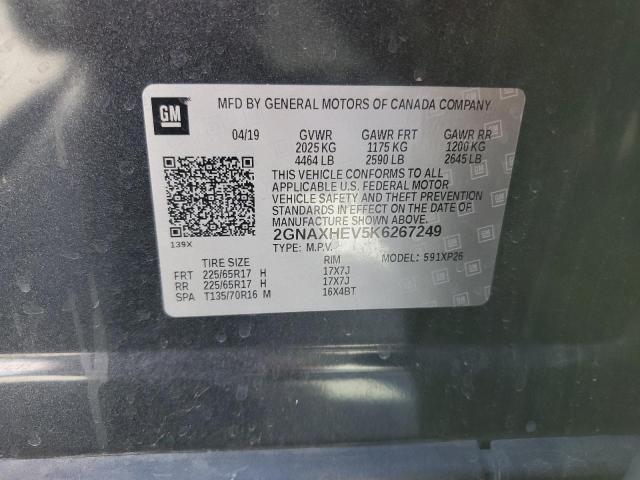 GM
MFD BY GENERAL MOTORS OF CANADA COMPANY
04/19 GVWR GAWR FRT GAWR RR
2025 KG 1175 KG 1200 KG
4464 LB 2590 LB 2645 LB
THIS VEHICLE CONFORMS TO ALL
APPLICABLE U.S. FEDERAL MOTOR
VEHICLE SAFETY AND THEFT PREVENTION
STANDARDS IN EFFECT ON THE DATE OF
MANUFACTURE SHOWN ABOVE.
2GNAXHEV5K6267249
139X
TYPE: M.P.V. MODEL: 591XP26
TIRE SIZE RIM
FRT 225/65R17 H 17X7J
RR 225/65R17 H 17X7J
SPA T135/70R16 M 16X4BT